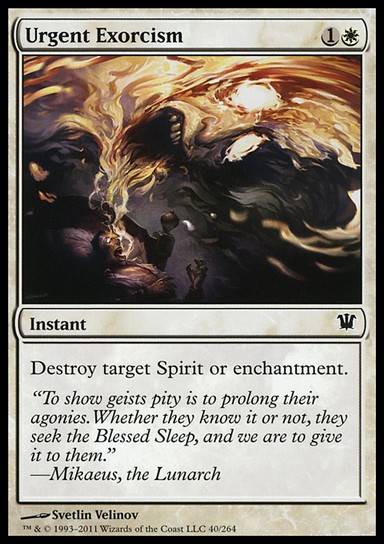 Urgent Exorcism 1
Instant
Destroy target Spirit or enchantment.
“To show geists pity is to prolong their
agonies.Whether they know it or not, they
seek the Blessed Sleep, and we are to give
it to them.”
—Mikaeus, the Lunarch
Svetlin Velinov
™ & © 1993–2011 Wizards of the Coast LLC 40/264